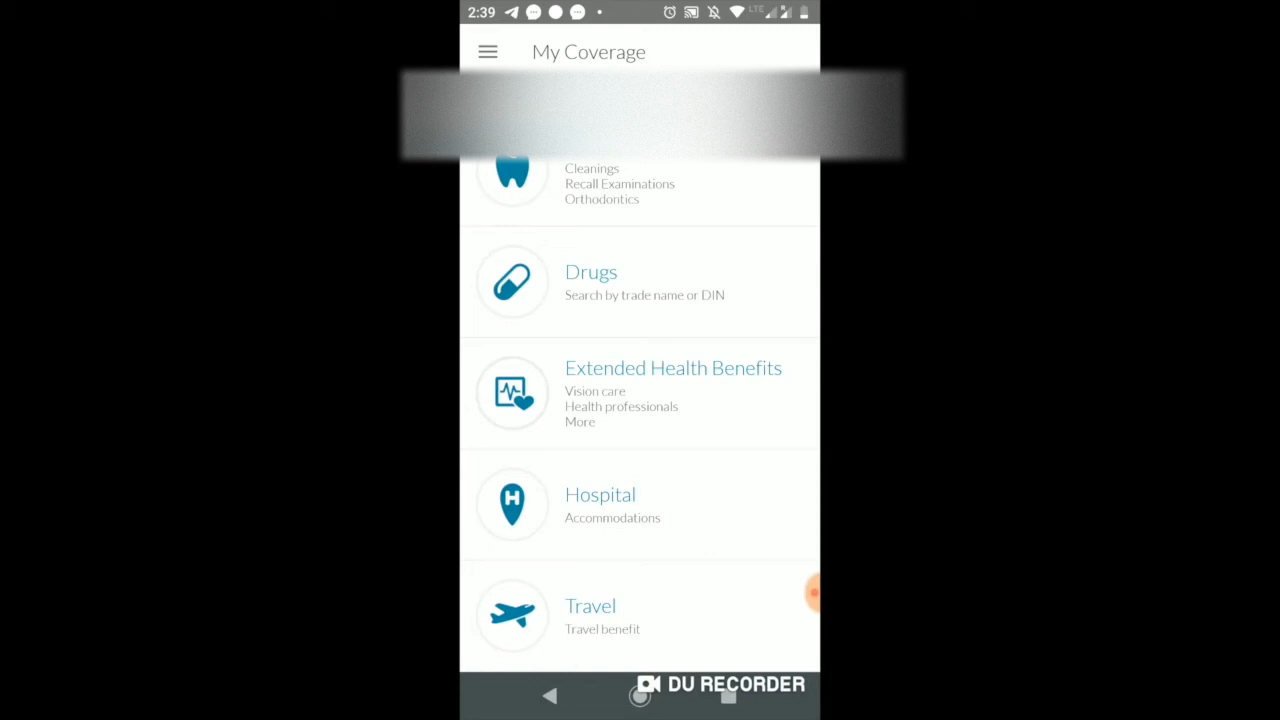 2:39
LTE
My Coverage
Cleanings
Recall Examinations
Orthodontics
Drugs
Search by trade name or DIN
Extended Health Benefits
Vision care
Health professionals
More
H
Hospital
Accommodations
Travel
Travel benefit
DU RECORDER